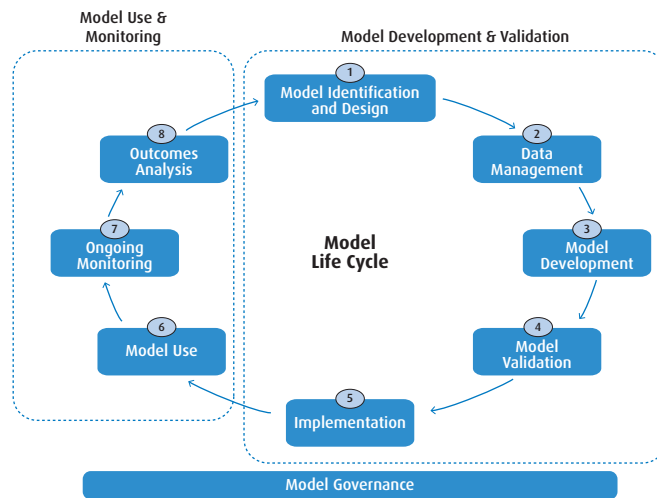 Model Use &
Monitoring
Model Development & Validation
1
Model Identification
and Design
2
Data
Management
3
Model
Development
4
Model
Validation
5
Implementation
6
Model Use
7
Ongoing
Monitoring
8
Outcomes
Analysis
Model
Life Cycle
Model Governance